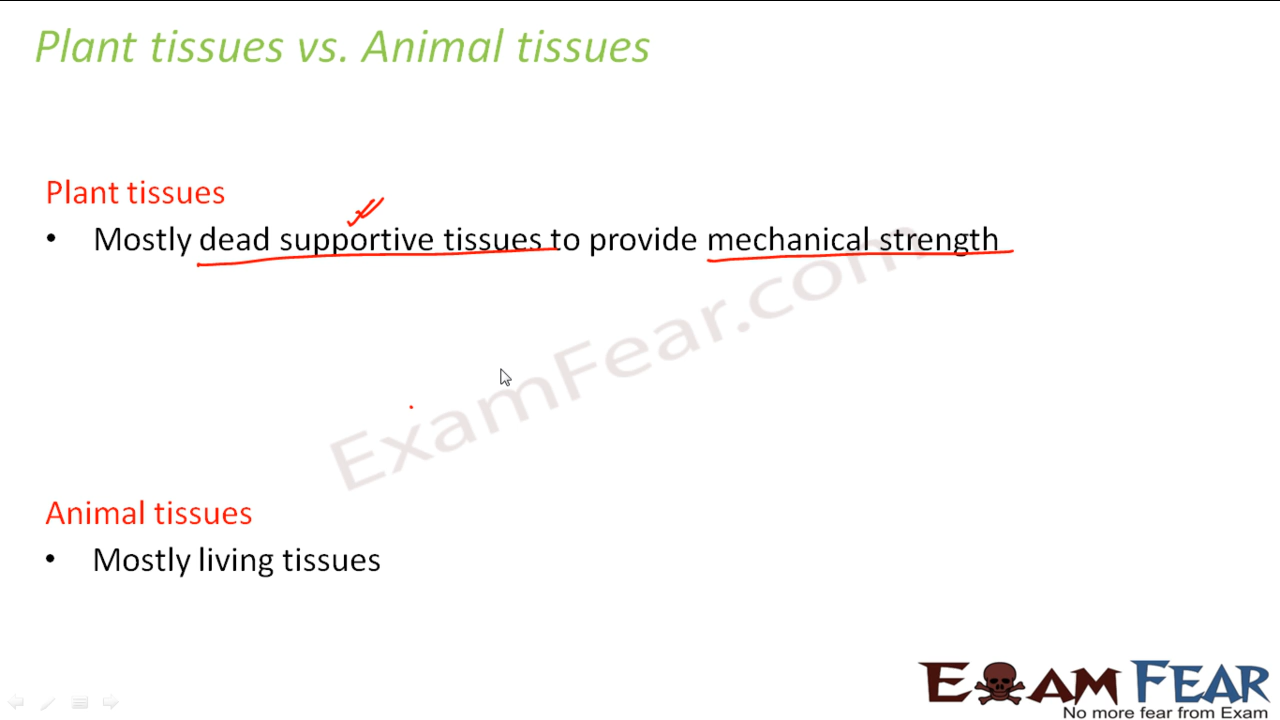 Plant tissues vs. Animal tissues
Plant tissues
• Mostly dead supportive tissues to provide mechanical strength
ExamFear.com
Animal tissues
• Mostly living tissues
EXAM FEAR
No more fear from Exam